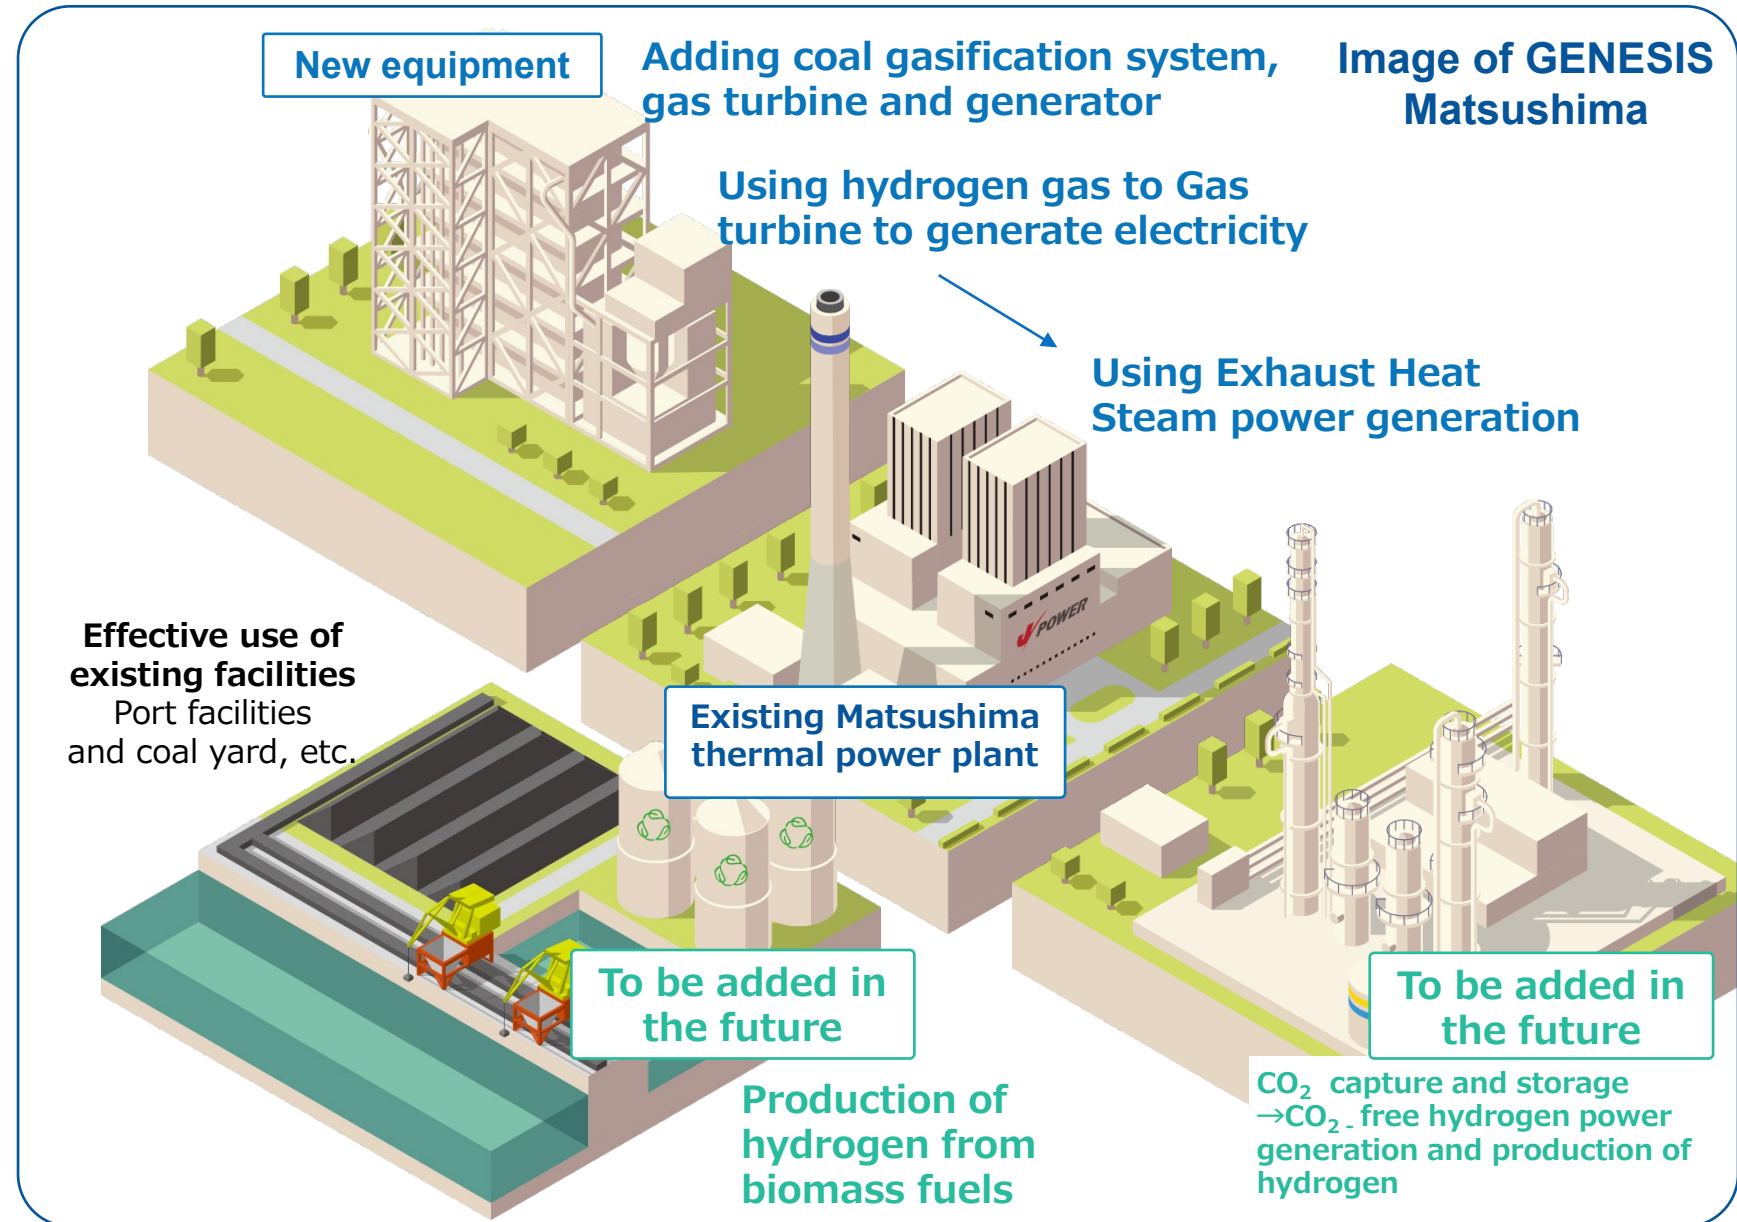 New equipment
Adding coal gasification system,
gas turbine and generator
Image of GENESIS
Matsushima
Using hydrogen gas to Gas
turbine to generate electricity
Using Exhaust Heat
Steam power generation
POWER
Effective use of
existing facilities
Port facilities
and coal yard, etc.
Existing Matsushima
thermal power plant
To be added in
the future
Production of
hydrogen from
biomass fuels
To be added in
the future
CO₂ capture and storage
→CO₂ - free hydrogen power
generation and production of
hydrogen